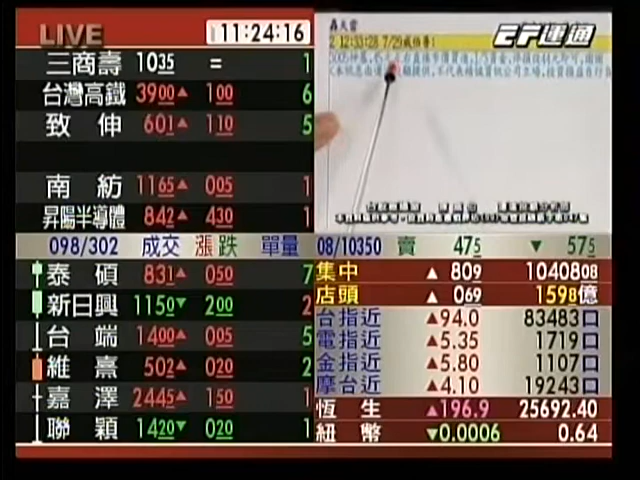 LIVE
11:24:16
三商壽 1035 = 1
台灣高鐵 3900▲ 100 6
致伸 601▲ 110 5
南紡 1165▲ 005 1
昇陽半導體 842▲ 430 1
098/302 成交 漲跌 單量
泰碩 831▲ 050 7
新日興 1150▼ 200 2
台端 1400▲ 005 5
維熹 502▲ 020 2
嘉澤 2445▲ 150 1
聯穎 1420▼ 020 1
運通
2 12:33:28 7/29
08/10350 賣 475 ▼ 575
集中 ▲ 809 1040808
店頭 ▲ 069 1598億
台指近 ▲94.0 83483口
電指近 ▲5.35 1719口
金指近 ▲5.80 1107口
摩台近 ▲4.10 19243口
恆生 ▲196.9 25692.40
紐幣 ▼0.0006 0.64